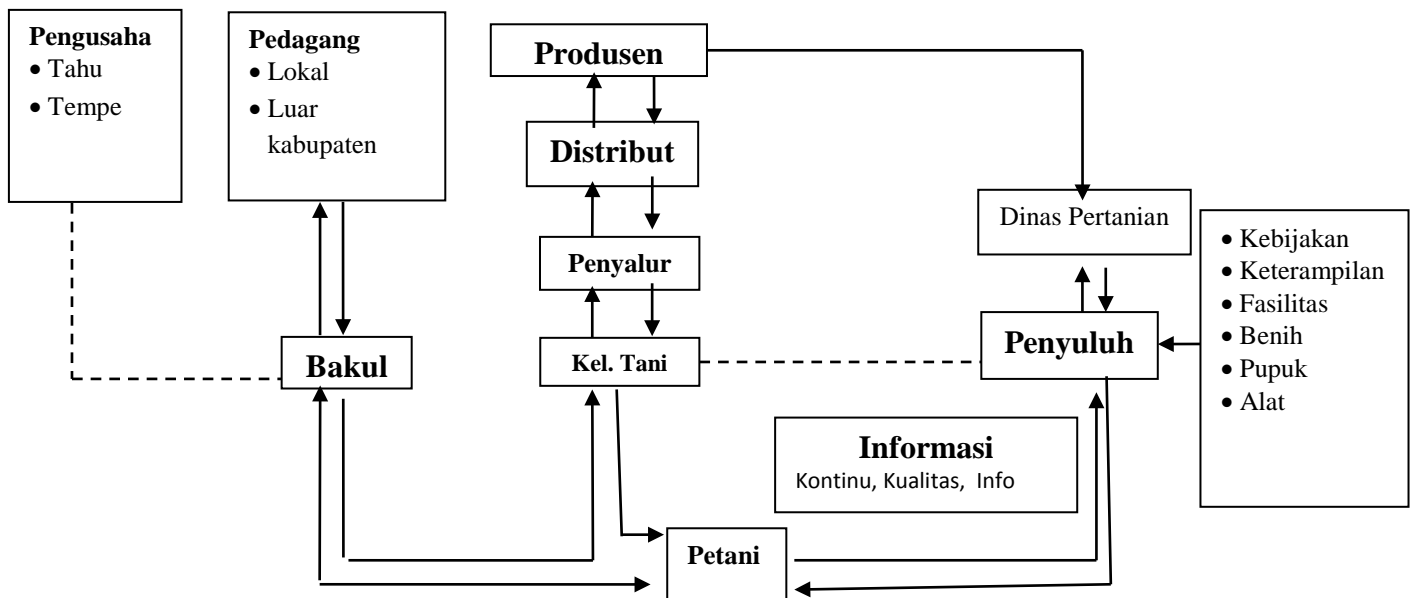 Pengusaha
• Tahu
• Tempe
Pedagang
• Lokal
• Luar
kabupaten
Produsen
Distribut
Penyalur
Kel. Tani
Bakul
Dinas Pertanian
Penyuluh
• Kebijakan
• Keterampilan
• Fasilitas
• Benih
• Pupuk
• Alat
Informasi
Kontinu, Kualitas, Info
Petani